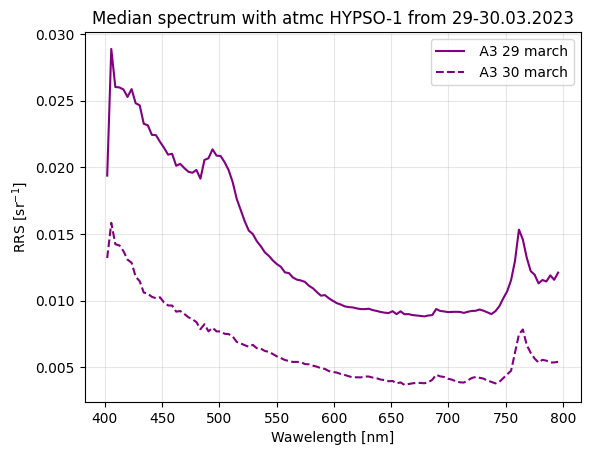 Median spectrum with atmc HYPSO-1 from 29-30.03.2023
A3 29 march
A3 30 march
0.030
0.025
0.020
0.015
0.010
0.005
RRS [sr⁻¹]
400 450 500 550 600 650 700 750 800
Wawelength [nm]